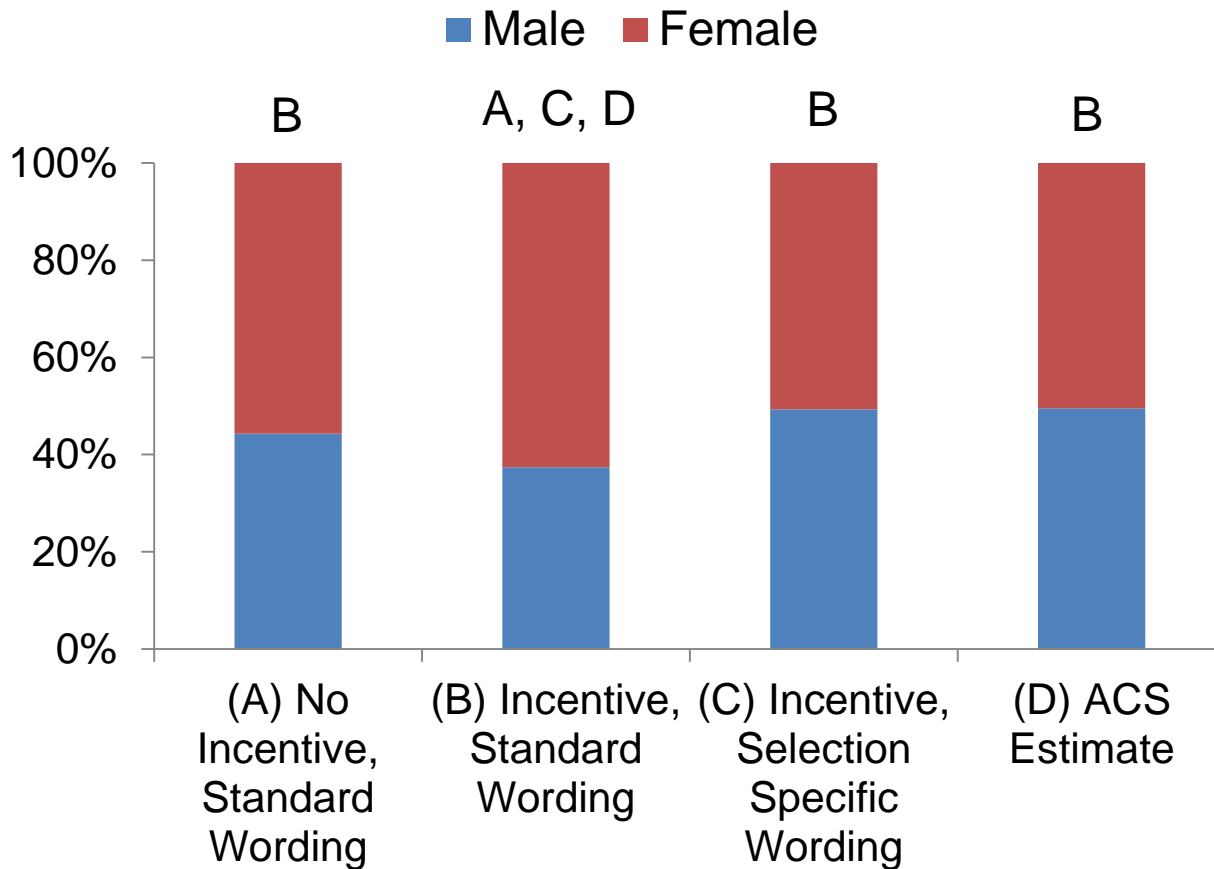 Male Female
B A, C, D B B
100%
80%
60%
40%
20%
0%
(A) No
Incentive,
Standard
Wording
(B) Incentive,
Standard
Wording
(C) Incentive,
Selection
Specific
Wording
(D) ACS
Estimate